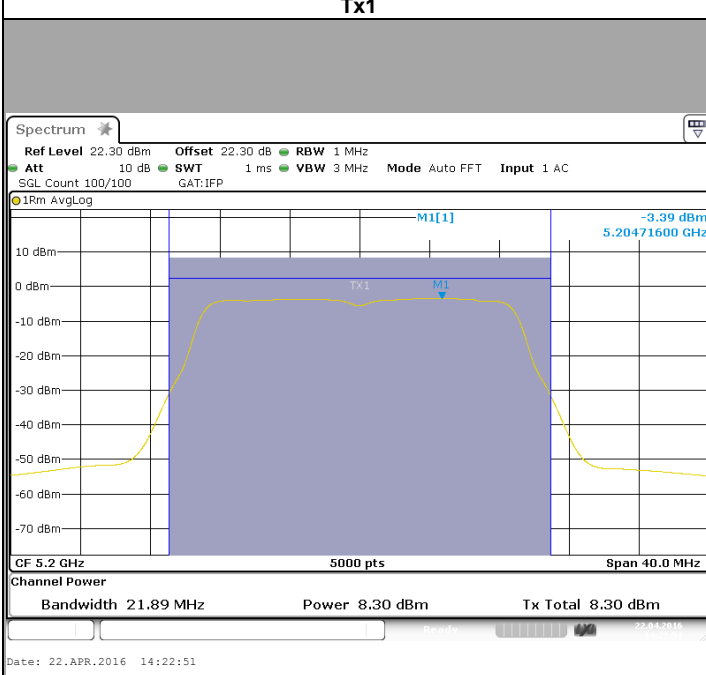 Tx1
Spectrum
Ref Level 22.30 dBm Offset 22.30 dB RBW 1 MHz
Att 10 dB SWT 1 ms VBW 3 MHz Mode Auto FFT Input 1 AC
SGL Count 100/100 GAT:IFP
1Rm AvgLog
M1[1] -3.39 dBm
5.20471600 GHz
10 dBm
0 dBm
TX1
M1
-10 dBm
-20 dBm
-30 dBm
-40 dBm
-50 dBm
-60 dBm
-70 dBm
CF 5.2 GHz 5000 pts Span 40.0 MHz
Channel Power
Bandwidth 21.89 MHz Power 8.30 dBm Tx Total 8.30 dBm
Ready 22.04.2016
Date: 22.APR.2016 14:22:51